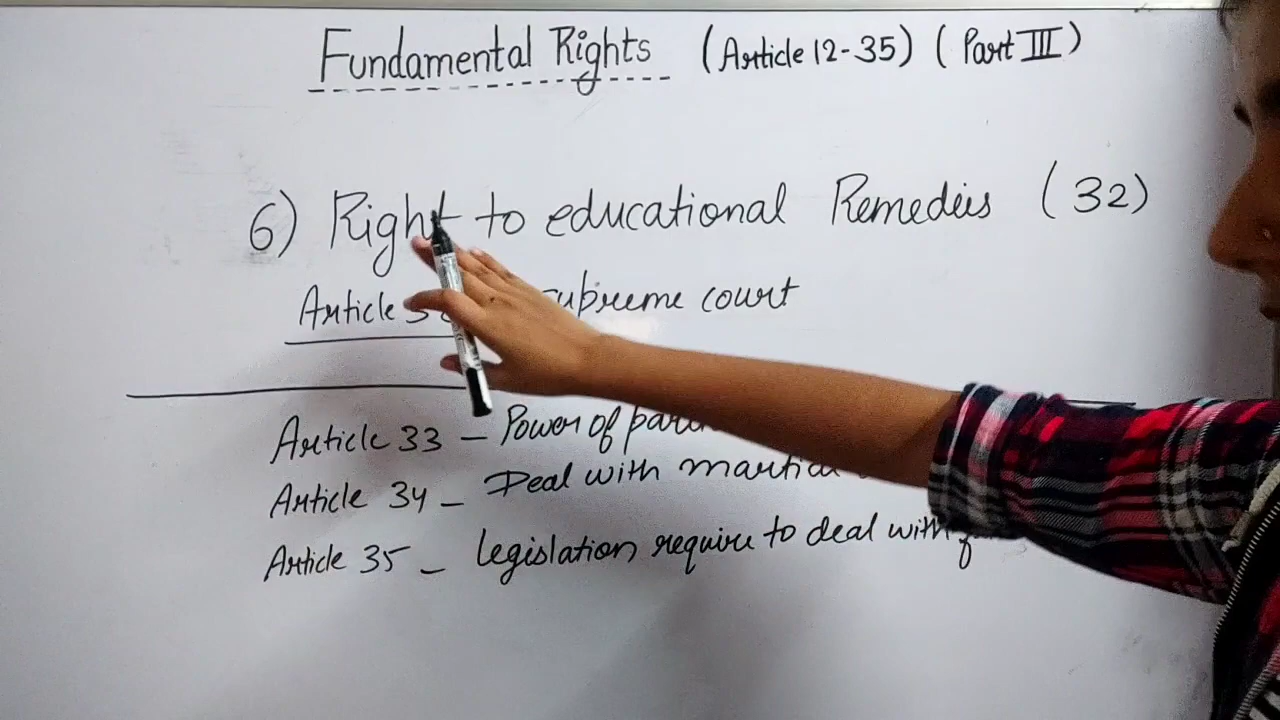 Fundamental Rights (Article 12-35) (Part III)
6) Right to educational Remedies (32)
Article court
Article 33 - Power of
Article 34 - Deal with
Article 35 - legislation require to deal with